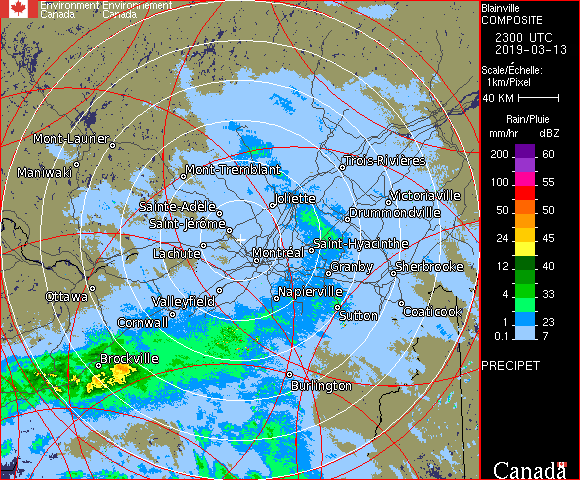 Environment Environnement
Canada Canada
Blainville
COMPOSITE
2300 UTC
2019-03-13
Scale/Échelle:
1km/Pixel
40 KM
Rain/Pluie
mm/hr dBZ
200 60
100 55
50 50
24 45
12 40
4 33
1 23
0.1 7
PRECIPET
Canada
Mont-Laurier
Maniwaki
Mont-Tremblant
Trois-Rivières
Joliette
Victoriaville
Sainte-Adèle
Drummondville
Saint-Jérôme
Saint-Hyacinthe
Lachute
Montréal
Granby
Sherbrooke
Ottawa
Valleyfield
Napierville
Coaticook
Cornwall
Sutton
Brockville
Burlington